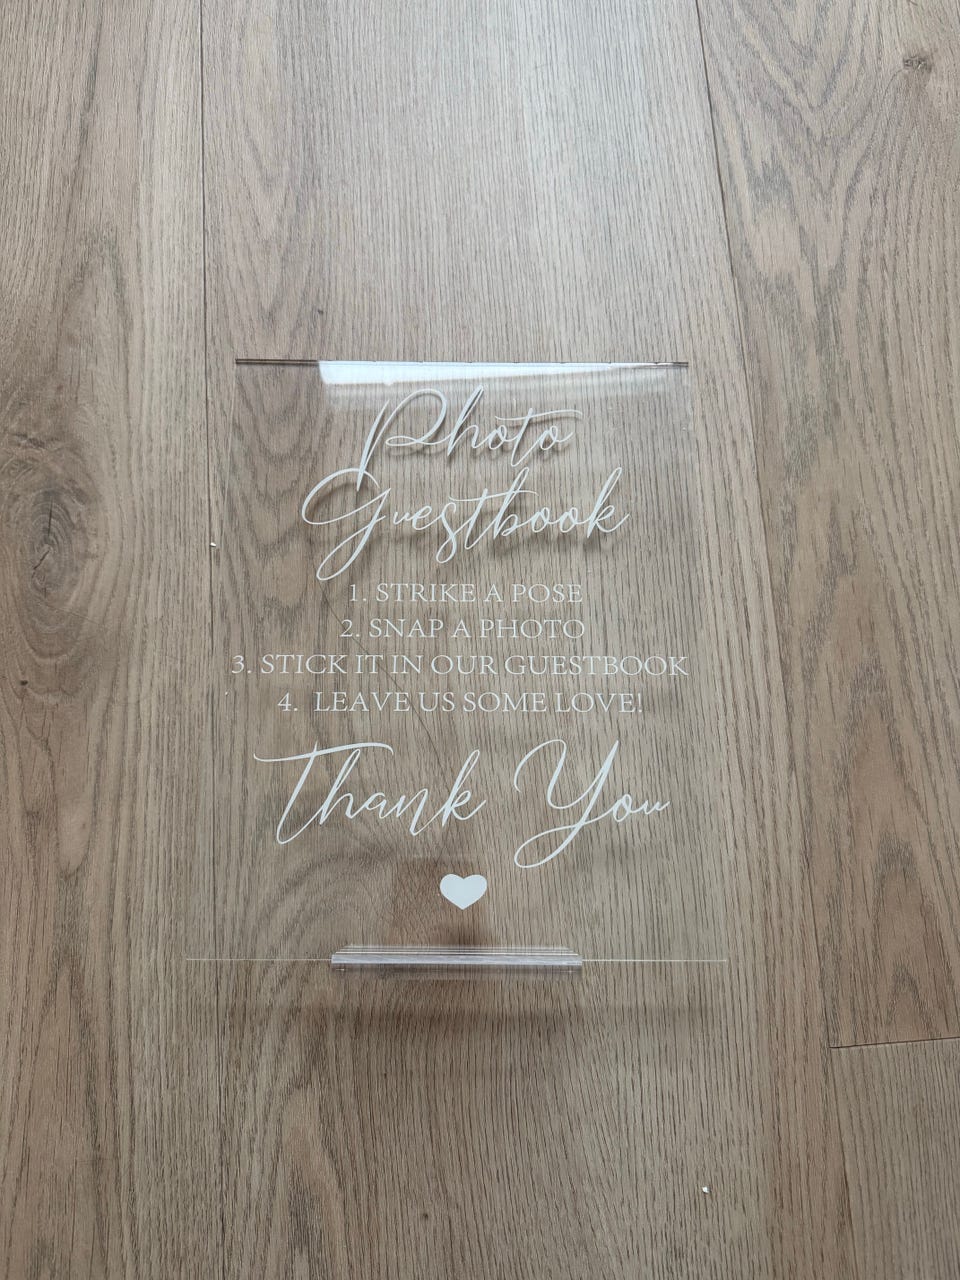 Photo
Guestbook
1. STRIKE A POSE
2. SNAP A PHOTO
3. STICK IT IN OUR GUESTBOOK
4. LEAVE US SOME LOVE!
Thank You